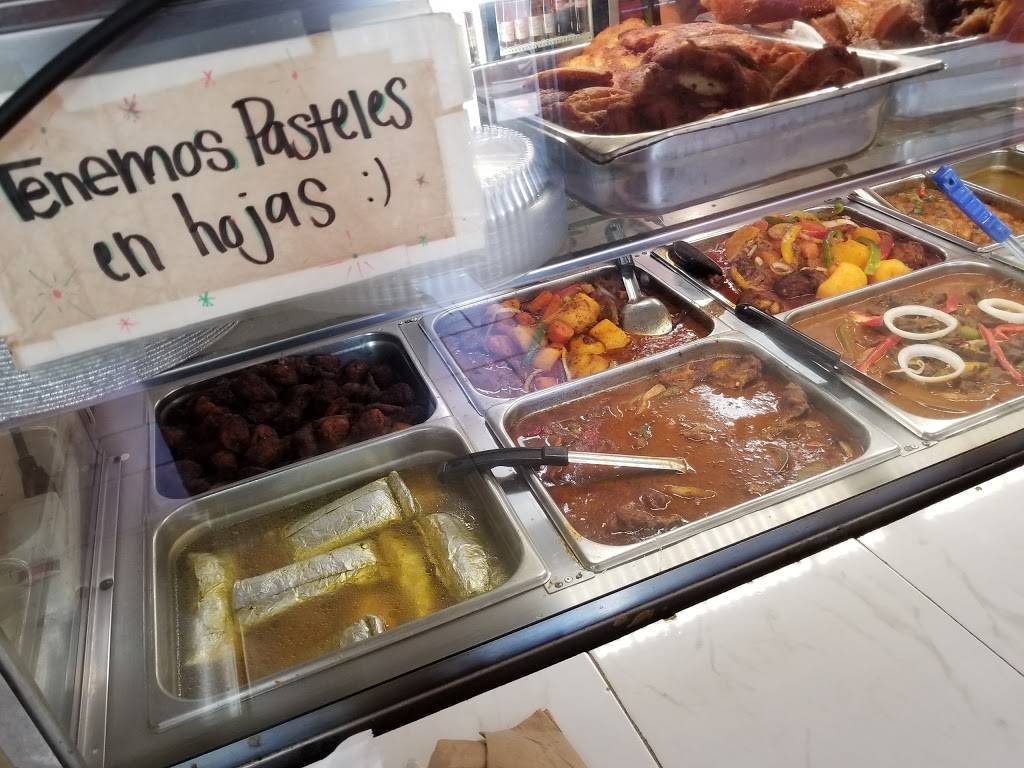 Tenemos Pasteles
en hojas :)